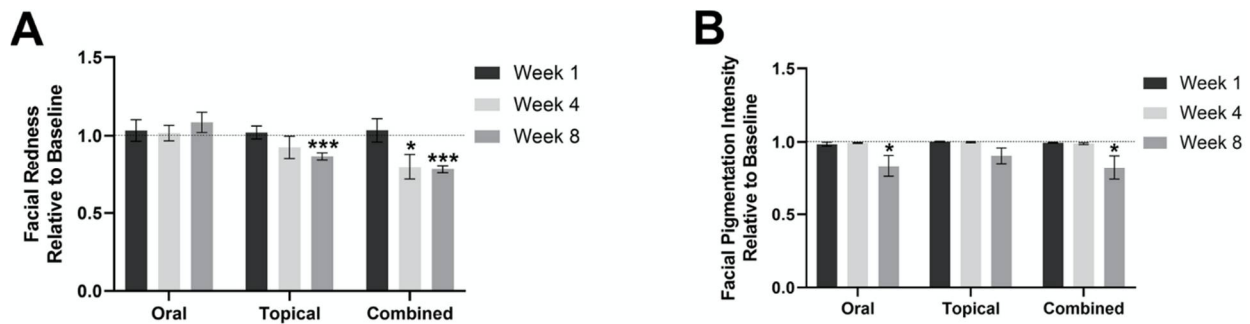 A
Facial Redness
Relative to Baseline
1.5
1.0
0.5
0.0
***
*
***
Oral
Topical
Combined
Week 1
Week 4
Week 8
B
Facial Pigmentation Intensity
Relative to Baseline
1.5
1.0
0.5
0.0
*
*
Oral
Topical
Combined
Week 1
Week 4
Week 8